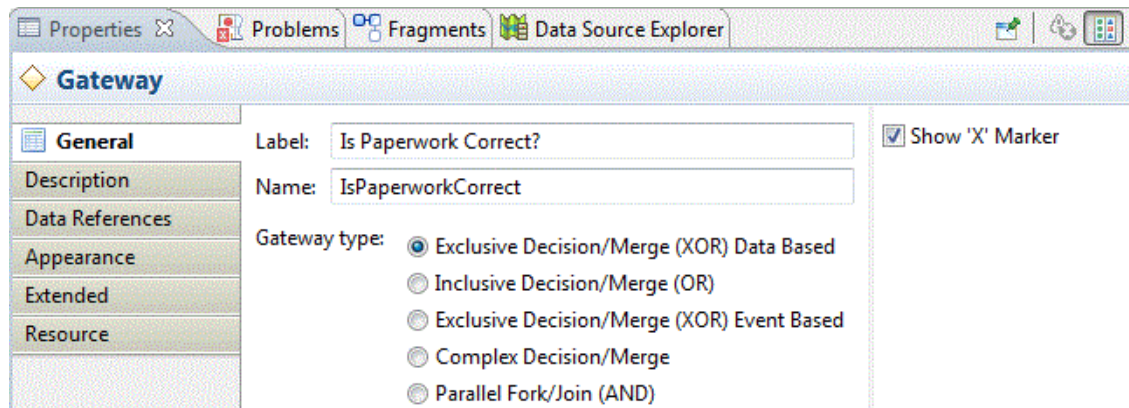 Properties Problems Fragments Data Source Explorer
Gateway
General
Description
Data References
Appearance
Extended
Resource
Label: Is Paperwork Correct?
Name: IsPaperworkCorrect
Gateway type: Exclusive Decision/Merge (XOR) Data Based
Inclusive Decision/Merge (OR)
Exclusive Decision/Merge (XOR) Event Based
Complex Decision/Merge
Parallel Fork/Join (AND)
Show 'X' Marker